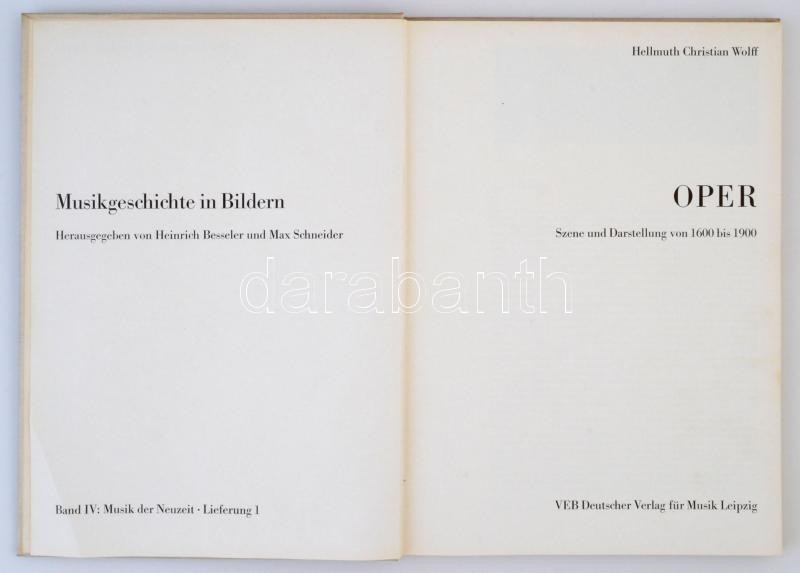 Musikgeschichte in Bildern
Herausgegeben von Heinrich Besseler und Max Schneider
Band IV: Musik der Neuzeit · Lieferung 1
Hellmuth Christian Wolff
OPER
Szene und Darstellung von 1600 bis 1900
VEB Deutscher Verlag für Musik Leipzig
darabanth